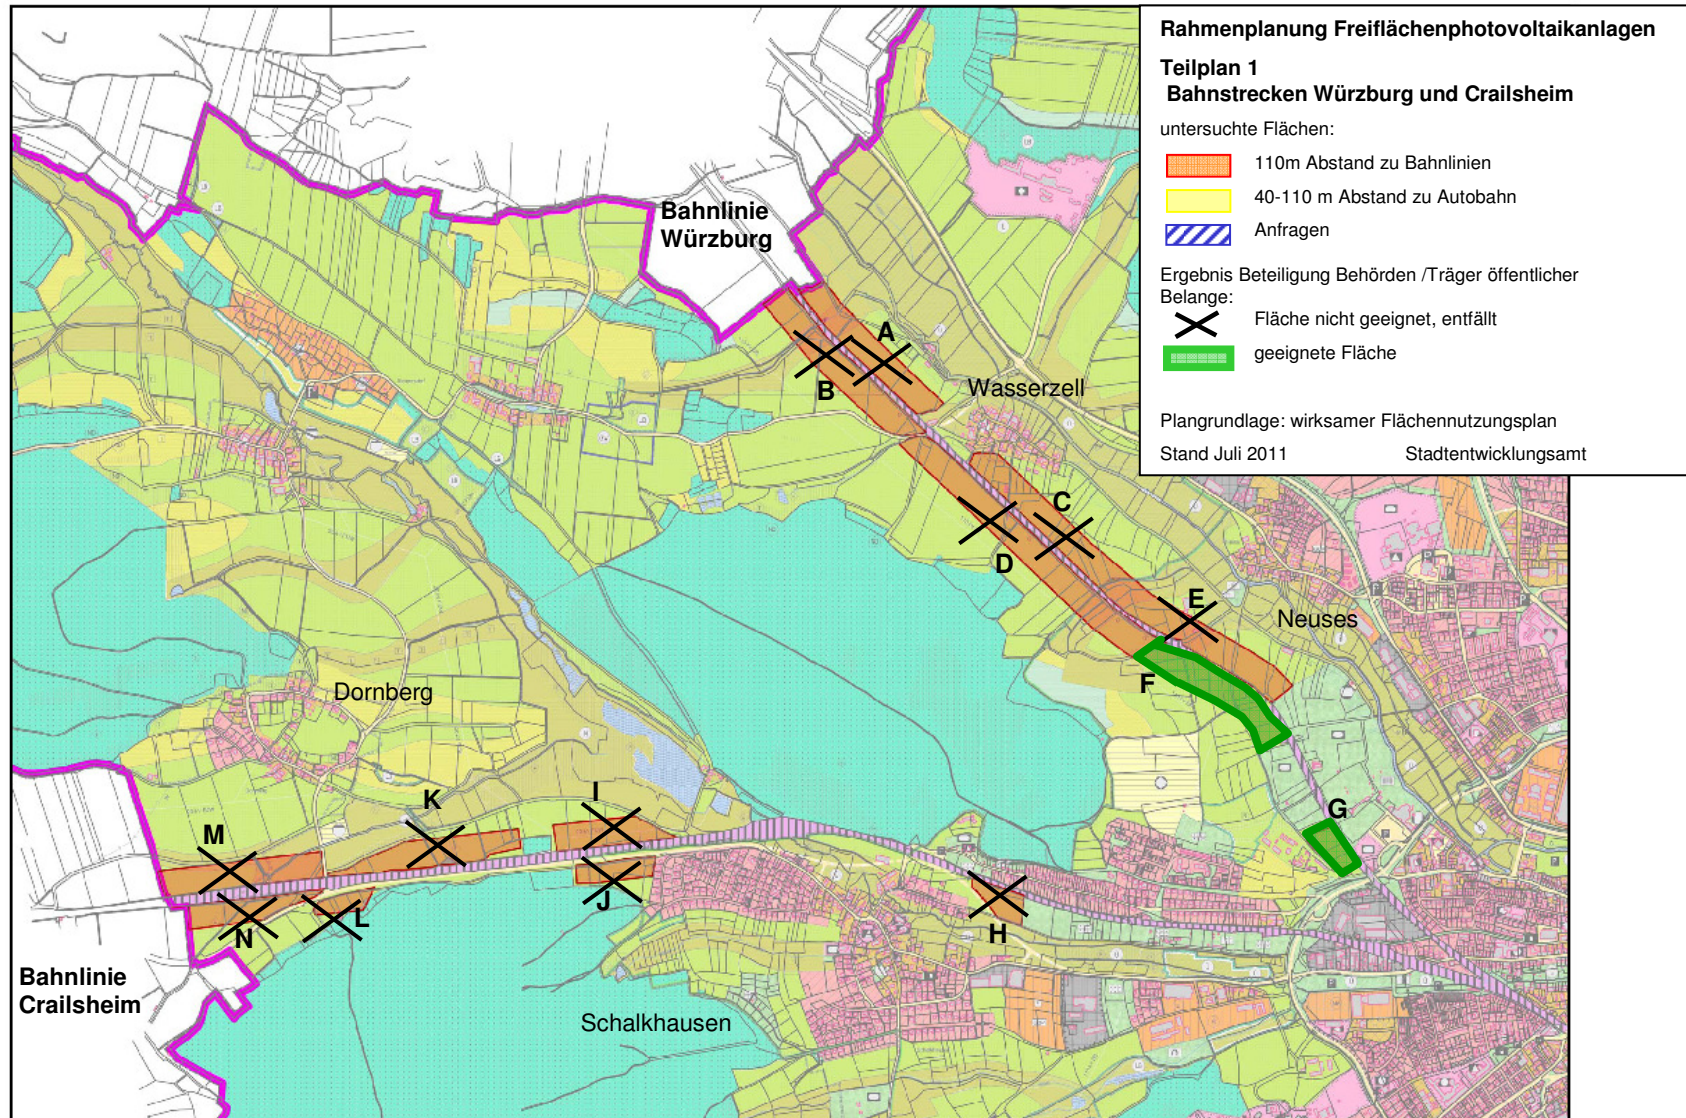 Rahmenplanung Freiflächenphotovoltaikanlagen
Teilplan 1
Bahnstrecken Würzburg und Crailsheim
untersuchte Flächen:
110m Abstand zu Bahnlinien
40-110 m Abstand zu Autobahn
Anfragen
Ergebnis Beteiligung Behörden /Träger öffentlicher
Belange:
Fläche nicht geeignet, entfällt
geeignete Fläche
Plangrundlage: wirksamer Flächennutzungsplan
Stand Juli 2011 Stadtentwicklungsamt
Bahnlinie
Würzburg
A
B
Wasserzell
C
D
E
Neuses
F
Dornberg
G
I
K
M
J
L
N
H
Bahnlinie
Crailsheim
Schalkhausen